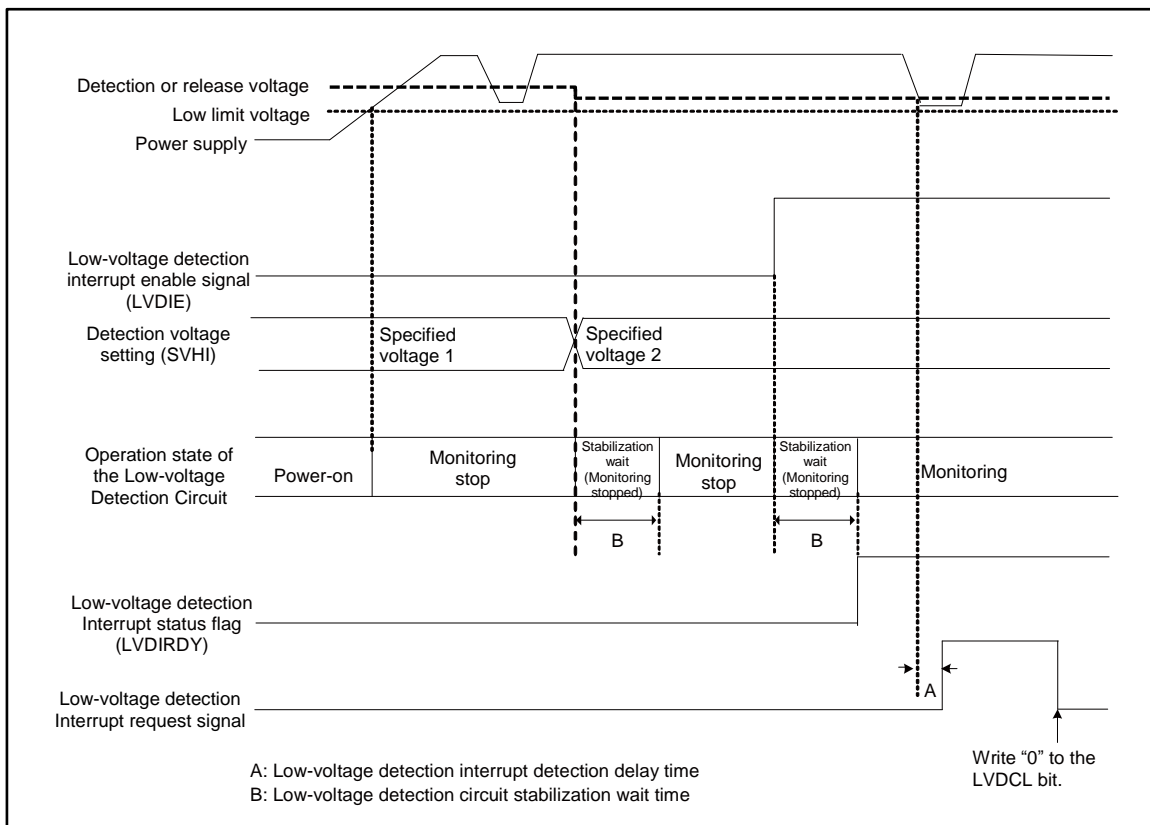 Detection or release voltage
Low limit voltage
Power supply
Low-voltage detection
interrupt enable signal
(LVDIE)
Detection voltage
setting (SVHI)
Specified
voltage 1
Specified
voltage 2
Operation state of
the Low-voltage
Detection Circuit
Power-on
Monitoring
stop
Stabilization
wait
(Monitoring
stopped)
Monitoring
stop
Stabilization
wait
(Monitoring
stopped)
Monitoring
B
B
Low-voltage detection
Interrupt status flag
(LVDIRDY)
A
Low-voltage detection
Interrupt request signal
Write “0” to the
LVDCL bit.
A: Low-voltage detection interrupt detection delay time
B: Low-voltage detection circuit stabilization wait time